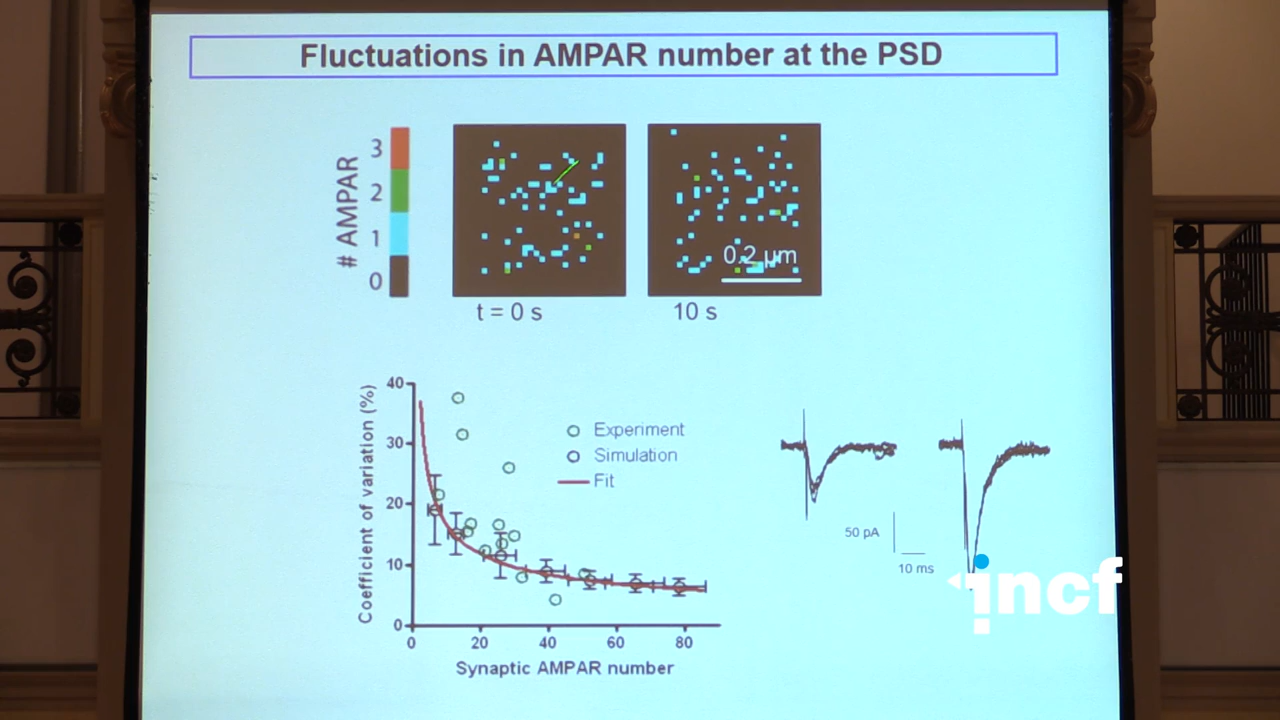 Fluctuations in AMPAR number at the PSD
# AMPAR
3
2
1
0
0.2 µm
t = 0 s
10 s
Coefficient of variation (%)
40
30
20
10
0
Experiment
Simulation
Fit
0
20
40
60
80
Synaptic AMPAR number
50 pA
10 ms
incf